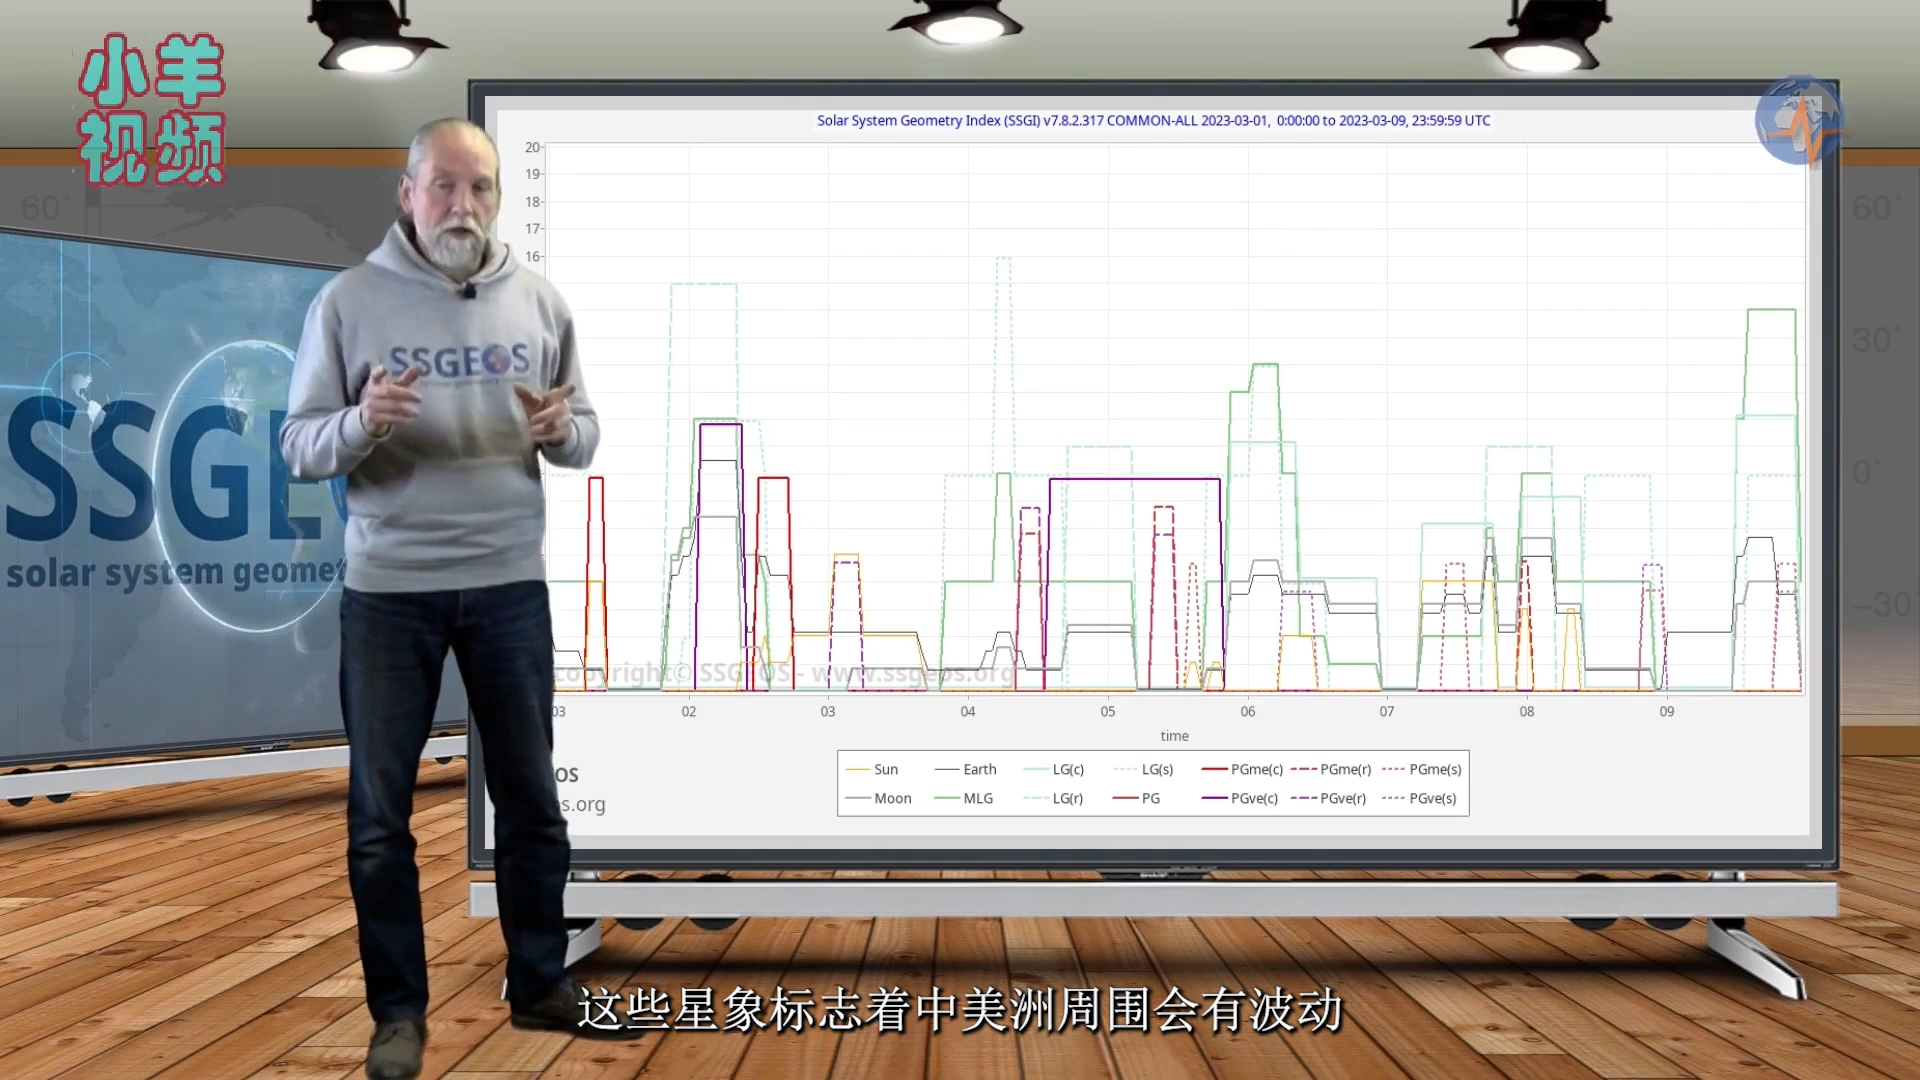 小羊
视频
Solar System Geometry Index (SSGI) v7.8.2.317 COMMON-ALL 2023-03-01, 0:00:00 to 2023-03-09, 23:59:59 UTC
20
19
18
17
16
60°
60°
30°
0°
-30°
SSGEOS
SSGE
solar system geomet
copyright© SSGEOS - www.ssgeos.org
03 02 03 04 05 06 07 08 09
time
Sun Earth LG(c) LG(s) PGme(c) PGme(r) PGme(s)
Moon MLG LG(r) PG PGve(c) PGve(r) PGve(s)
OS
s.org
这些星象标志着中美洲周围会有波动